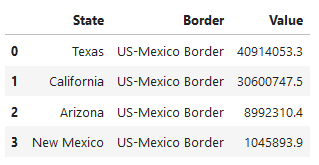 State Border Value
0 Texas US-Mexico Border 40914053.3
1 California US-Mexico Border 30600747.5
2 Arizona US-Mexico Border 8992310.4
3 New Mexico US-Mexico Border 1045893.9